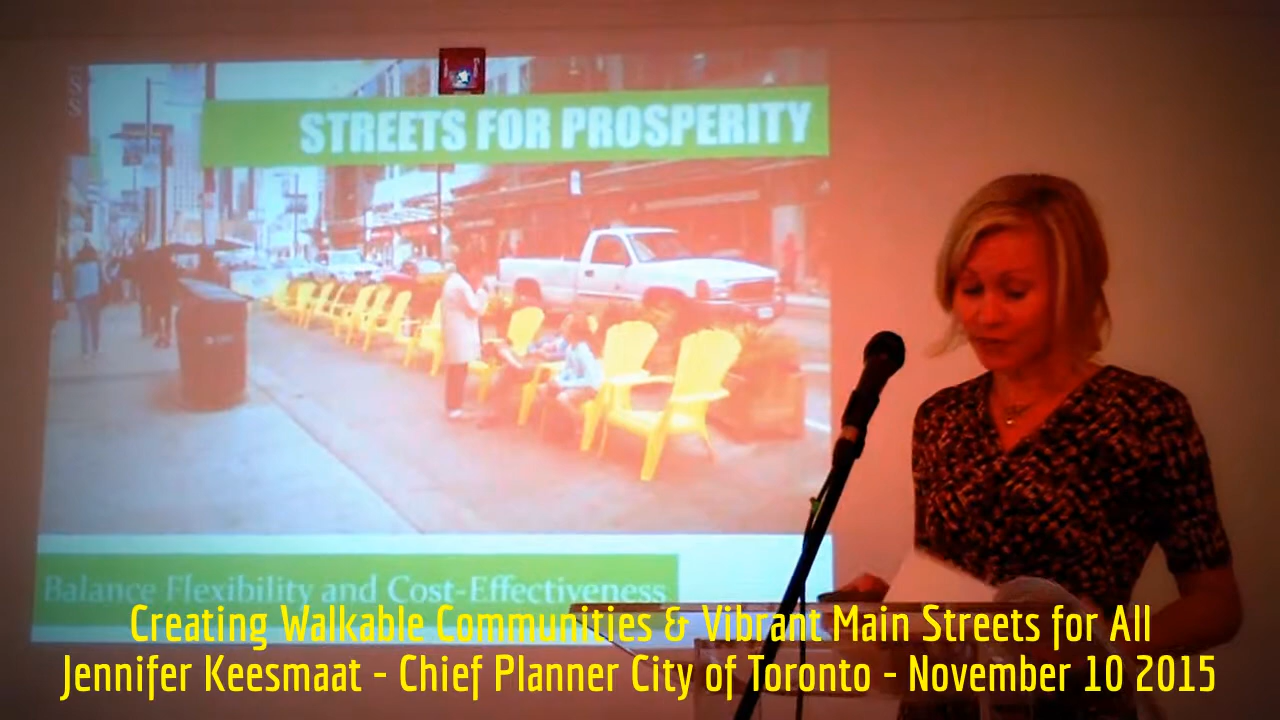 STREETS FOR PROSPERITY
Balance Flexibility and Cost-Effectiveness
Creating Walkable Communities & Vibrant Main Streets for All
Jennifer Keesmaat - Chief Planner City of Toronto - November 10 2015